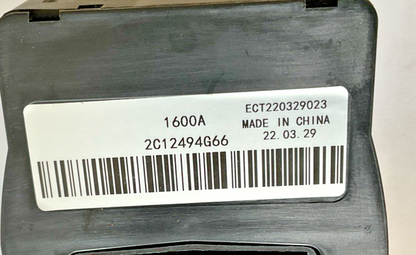 ECT220329023
1600A
MADE IN CHINA
2C12494G66
22.03.29